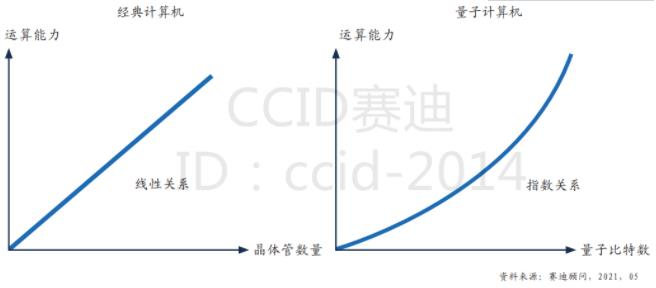 经典计算机
运算能力
线性关系
晶体管数量
量子计算机
运算能力
指数关系
量子比特数
CCID赛迪
ID：ccid-2014
资料来源：赛迪顾问，2021，05